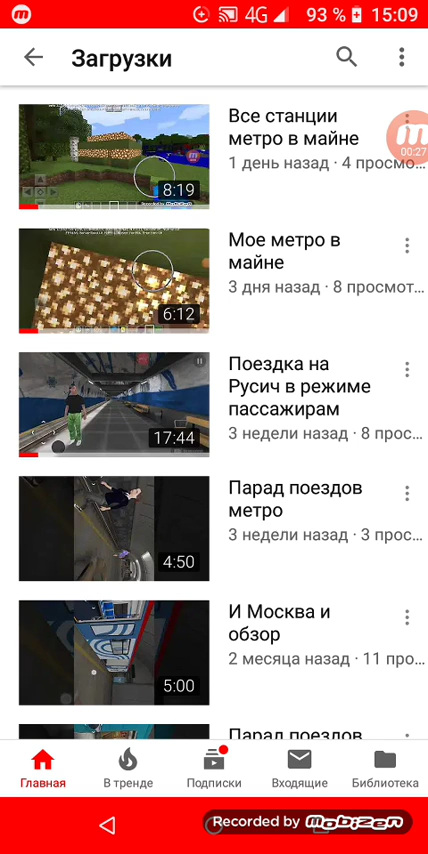 4G 93 % 15:09
Загрузки
Все станции
метро в майне
1 день назад · 4 просмо...
00:27
8:19
Recorded by Mobizen
Мое метро в
майне
3 дня назад · 8 просмот...
6:12
Поездка на
Русич в режиме
пассажирам
3 недели назад · 8 прос...
17:44
Парад поездов
метро
3 недели назад · 3 прос...
4:50
И Москва и
обзор
2 месяца назад · 11 про...
5:00
Парад поездов
Главная
В тренде
Подписки
Входящие
Библиотека
Recorded by Mobizen